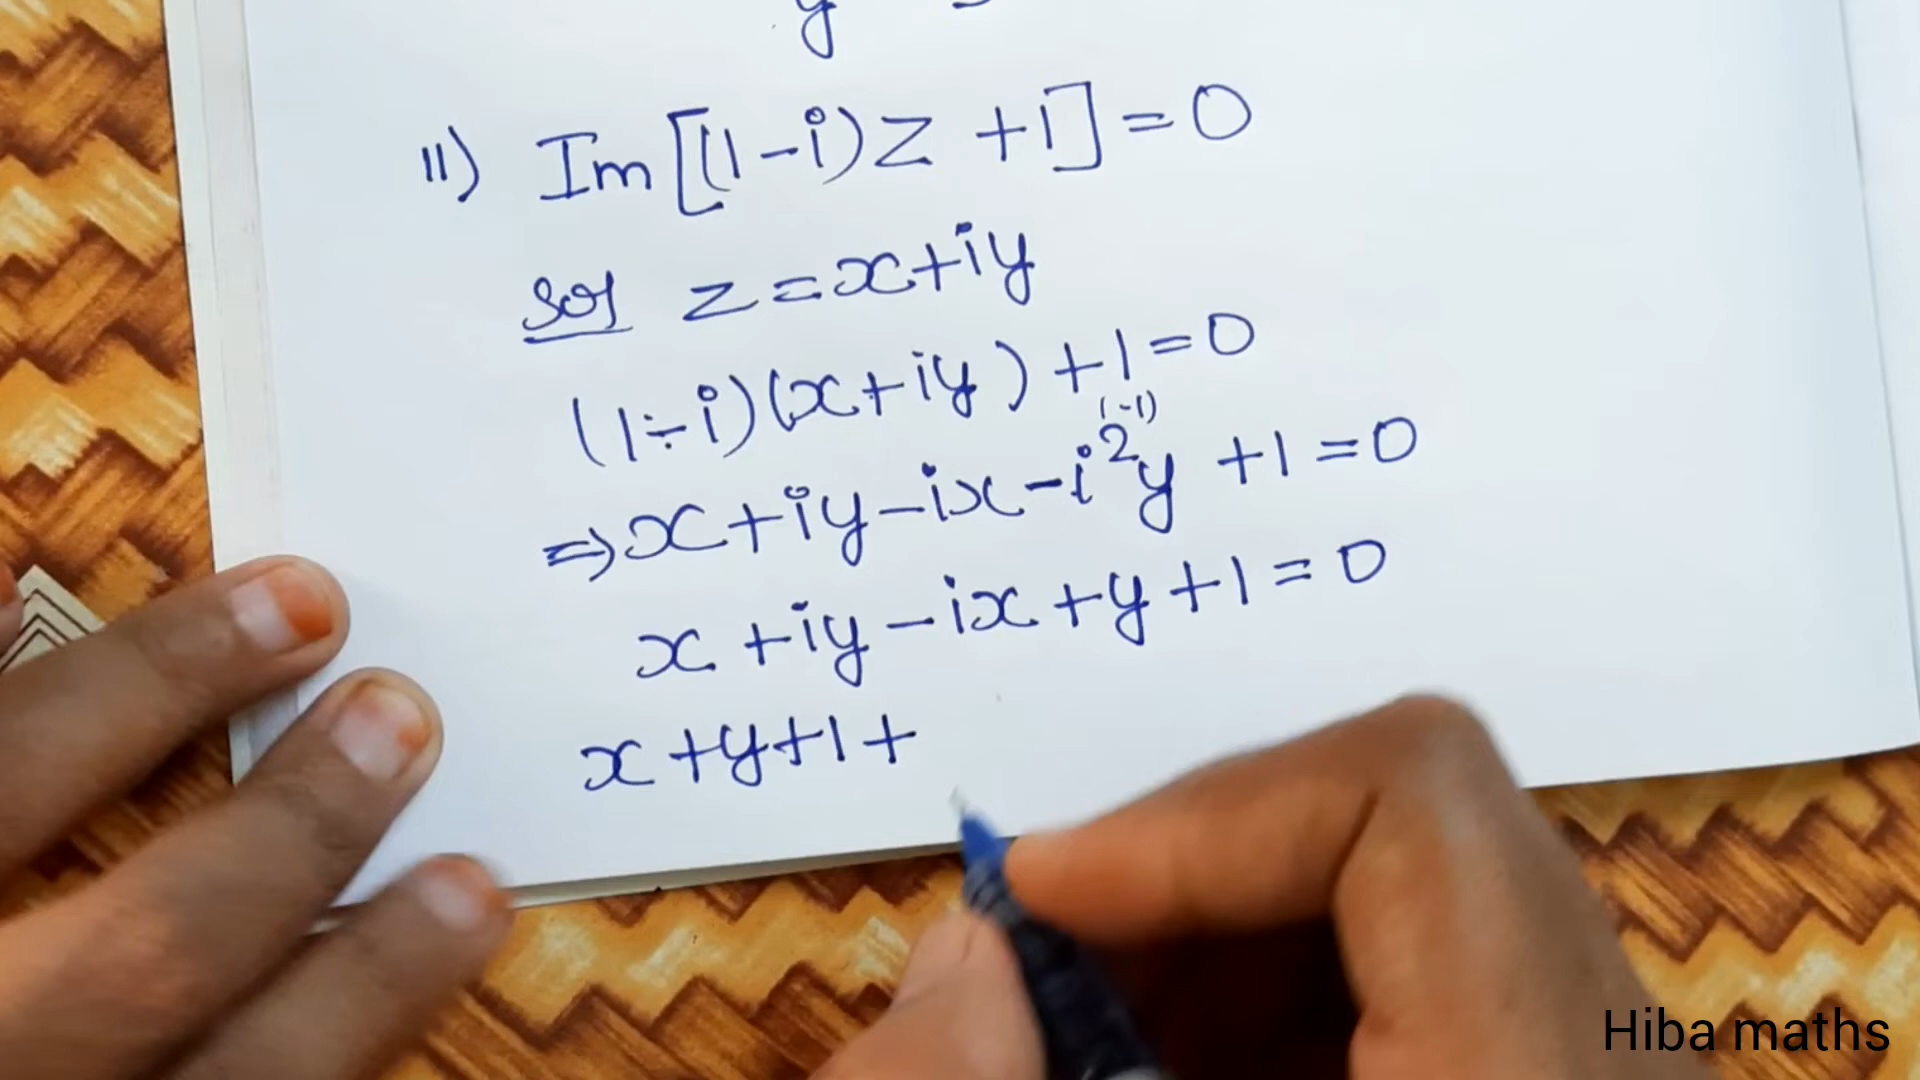 y
11) Im[(1-i)z +1]=0
Sol z=x+iy
(1-i)(x+iy) +1=0
(-1)
⇒x+iy-ix-i²y +1=0
x +iy-ix+y+1=0
x+y+1+
Hiba maths